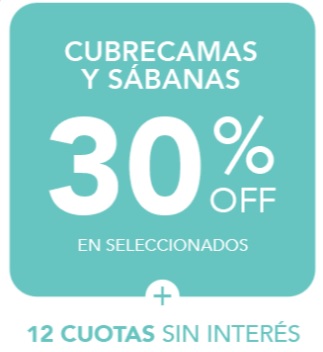 CUBRECAMAS
Y SÁBANAS
30%
OFF
EN SELECCIONADOS
+
12 CUOTAS SIN INTERÉS